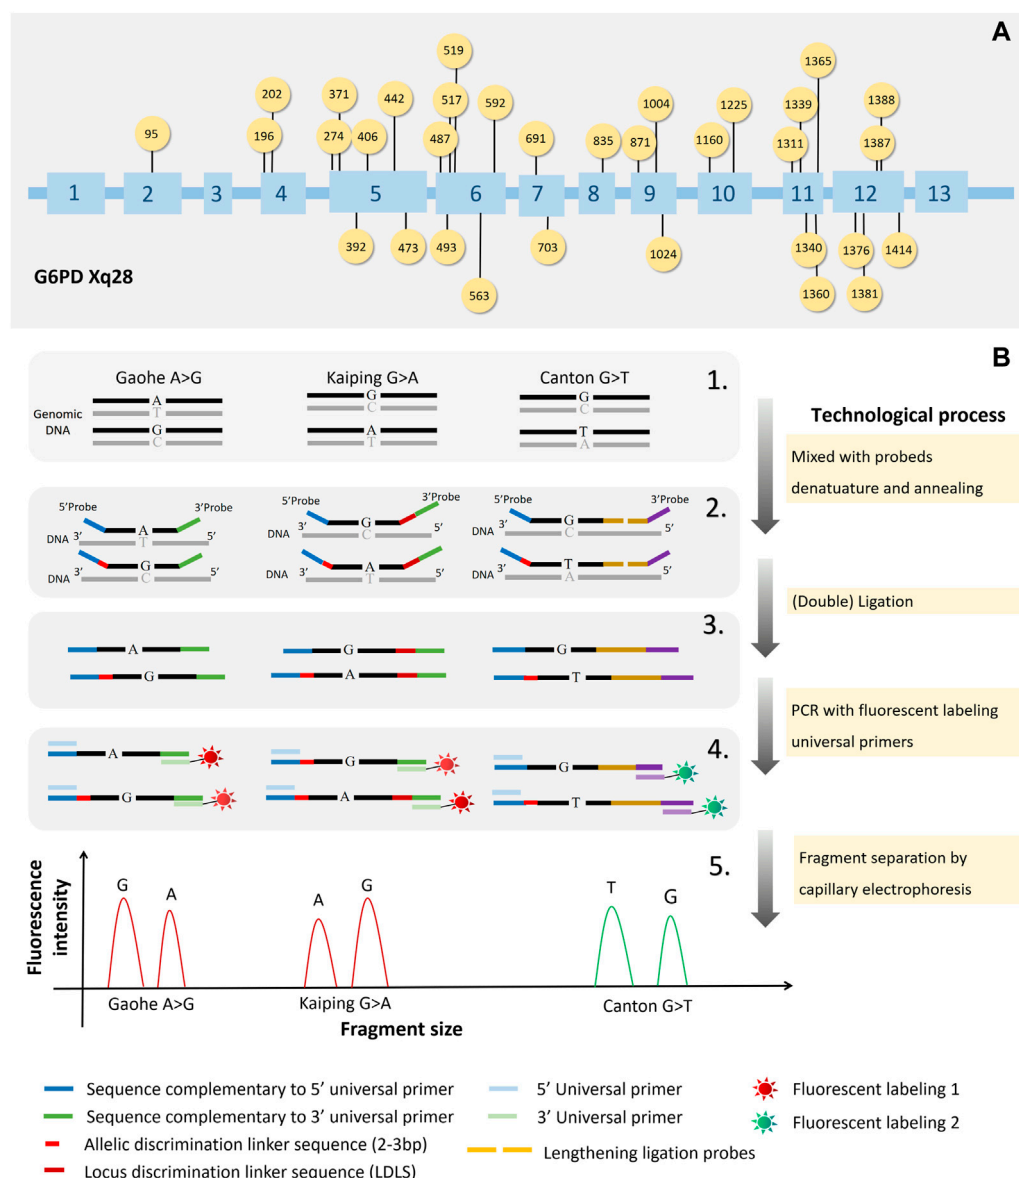 A
519
1365
202
371
442
517
592
1004
1225
1339
1388
95
196
274
406
487
691
835
871
1160
1311
1387
1
2
3
4
5
6
7
8
9
10
11
12
13
392
473
493
703
1024
1340
1376
1414
G6PD Xq28
563
1360
1381
B
Gaohe A>G
Kaiping G>A
Canton G>T
1.
Genomic
DNA
A
T
G
C
G
C
A
T
G
C
T
A
Technological process
Mixed with probeds
denatuature and annealing
2.
5'Probe
3'Probe
DNA
3'
5'
A
T
DNA
3'
G
C
5'Probe
3'Probe
DNA
3'
G
C
DNA
3'
5'
A
T
5'Probe
3'Probe
DNA
3'
G
C
DNA
3'
5'
T
A
(Double) Ligation
3.
A
G
G
A
G
T
PCR with fluorescent labeling
universal primers
4.
A
G
G
A
G
T
Fragment separation by
capillary electrophoresis
5.
Fluorescence
intensity
G
A
A
G
T
G
Gaohe A>G
Kaiping G>A
Canton G>T
Fragment size
Sequence complementary to 5' universal primer
5' Universal primer
Fluorescent labeling 1
Sequence complementary to 3' universal primer
3' Universal primer
Fluorescent labeling 2
Allelic discrimination linker sequence (2-3bp)
Lengthening ligation probes
Locus discrimination linker sequence (LDLS)